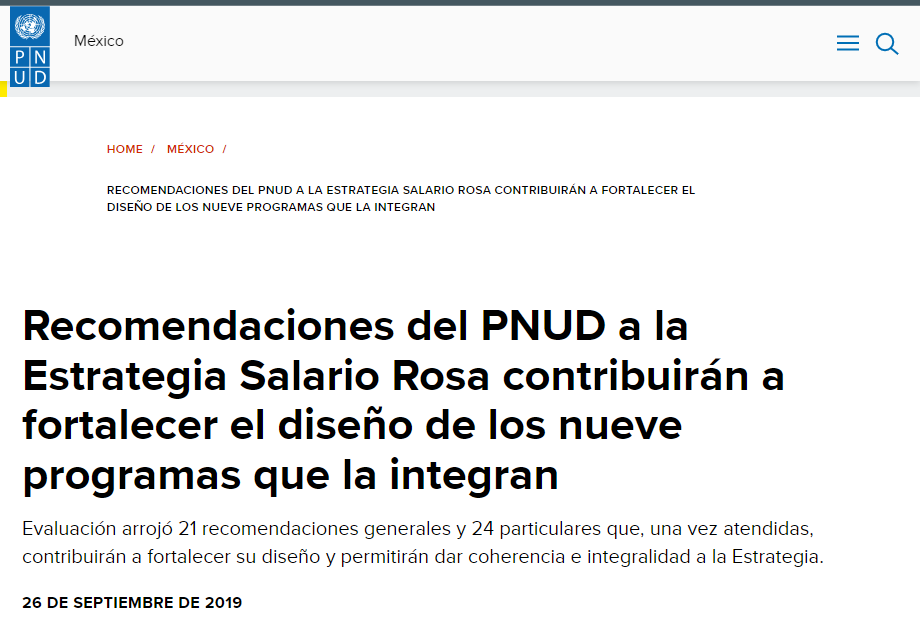 México
P N
U D
HOME / MÉXICO /
RECOMENDACIONES DEL PNUD A LA ESTRATEGIA SALARIO ROSA CONTRIBUIRÁN A FORTALECER EL
DISEÑO DE LOS NUEVE PROGRAMAS QUE LA INTEGRAN
Recomendaciones del PNUD a la
Estrategia Salario Rosa contribuirán a
fortalecer el diseño de los nueve
programas que la integran
Evaluación arrojó 21 recomendaciones generales y 24 particulares que, una vez atendidas,
contribuirán a fortalecer su diseño y permitirán dar coherencia e integralidad a la Estrategia.
26 DE SEPTIEMBRE DE 2019